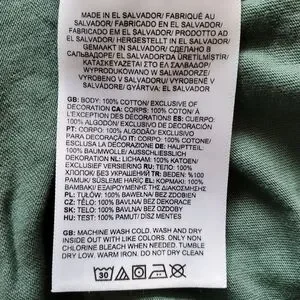 MADE IN EL SALVADOR/ FABRIQUÉ AU
SALVADOR/ FABRICADO EN EL SALVADOR/
FABRICADO EM EL SALVADOR/ PRODOTTO AD
EL SALVADOR/ HERGESTELLT IN EL SALVADOR/
GEMAAKT IN SALVADOR/ СДЕЛАНО В
САЛЬВАДОР/ EL SALVADOR'DA ÜRETİLMİŞTİR/
ΚΑΤΑΣΚΕΥΑΖΕΤΑΙ ΣΤΟ ΕΛ ΣΑΛΒΑΔΟΡ/
WYPRODUKOWANO W SALWADORZE/
VYROBENO V SALVADORU/ VYROBENÉ V
SALVADORE/ GYÁRTVA: EL SALVADOR
GB: BODY: 100% COTTON/ EXCLUSIVE OF
DECORATION CA: CORPS: 100% COTON/ À
L'EXCEPTION DES DÉCORATIONS ES: CUERPO:
100% ALGODÓN/ EXCLUSIVO DE DECORACIÓN
PT: CORPO: 100% ALGODÃO/ EXCLUSIVO
PARA DECORAÇÃO IT: CORPO: 100% COTONE/
ESCLUSA LA DECORAZIONE DE: HAUPTTEIL:
100% BAUMWOLLE/ AUSSCHLIESSLICH
DEKORATION NL: LICHAAM: 100% KATOEN/
EXCLUSIEF VERSIERING RU: ТЕЛО: 100%
ХЛОПОК/ БЕЗ УКРАШЕНИЙ TR: BEDEN: %100
PAMUK/ SÜSLEME HARİÇ EL: ΚΟΡΜΑΚΙ: 100%
ΒΑΜΒΑΚΙ/ ΕΞΑΙΡΟΥΜΕΝΗΣ ΤΗΣ ΔΙΑΚΟΣΜΗΣΗΣ
PL: TUŁÓW: 100% BAWEŁNA/ BEZ ZDOBIEŃ
CZ: TĚLO: 100% BAVLNA/ BEZ DEKORACE
SK: TELO: 100% BAVLNA/ BEZ OZDOBY
HU: TEST: 100% PAMUT/ DÍSZ MENTES
GB: MACHINE WASH COLD. WASH AND DRY
INSIDE OUT WITH LIKE COLORS. ONLY NON
CHLORINE BLEACH WHEN NEEDED. TUMBLE
DRY LOW. WARM IRON. DO NOT DRY CLEAN.
30